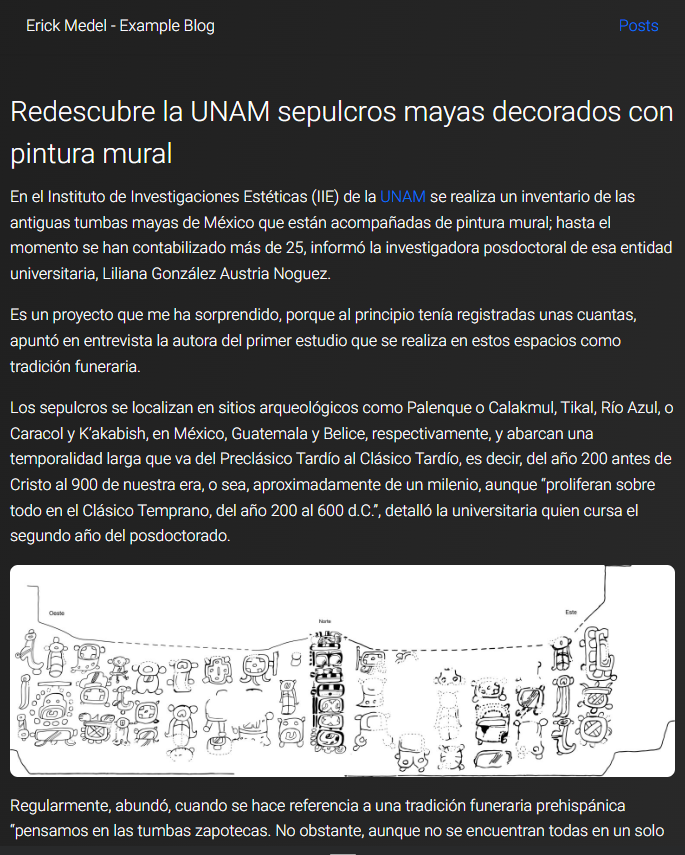 Erick Medel - Example Blog
Posts
Redescubre la UNAM sepulcros mayas decorados con
pintura mural
En el Instituto de Investigaciones Estéticas (IIE) de la UNAM se realiza un inventario de las
antiguas tumbas mayas de México que están acompañadas de pintura mural; hasta el
momento se han contabilizado más de 25, informó la investigadora posdoctoral de esa entidad
universitaria, Liliana González Austria Noguez.
Es un proyecto que me ha sorprendido, porque al principio tenía registradas unas cuantas,
apuntó en entrevista la autora del primer estudio que se realiza en estos espacios como
tradición funeraria.
Los sepulcros se localizan en sitios arqueológicos como Palenque o Calakmul, Tikal, Río Azul, o
Caracol y K’akabish, en México, Guatemala y Belice, respectivamente, y abarcan una
temporalidad larga que va del Preclásico Tardío al Clásico Tardío, es decir, del año 200 antes de
Cristo al 900 de nuestra era, o sea, aproximadamente de un milenio, aunque “proliferan sobre
todo en el Clásico Temprano, del año 200 al 600 d.C.”, detalló la universitaria quien cursa el
segundo año del posdoctorado.
Oeste
Norte
Este
Regularmente, abundó, cuando se hace referencia a una tradición funeraria prehispánica
“pensamos en las tumbas zapotecas. No obstante, aunque no se encuentran todas en un solo